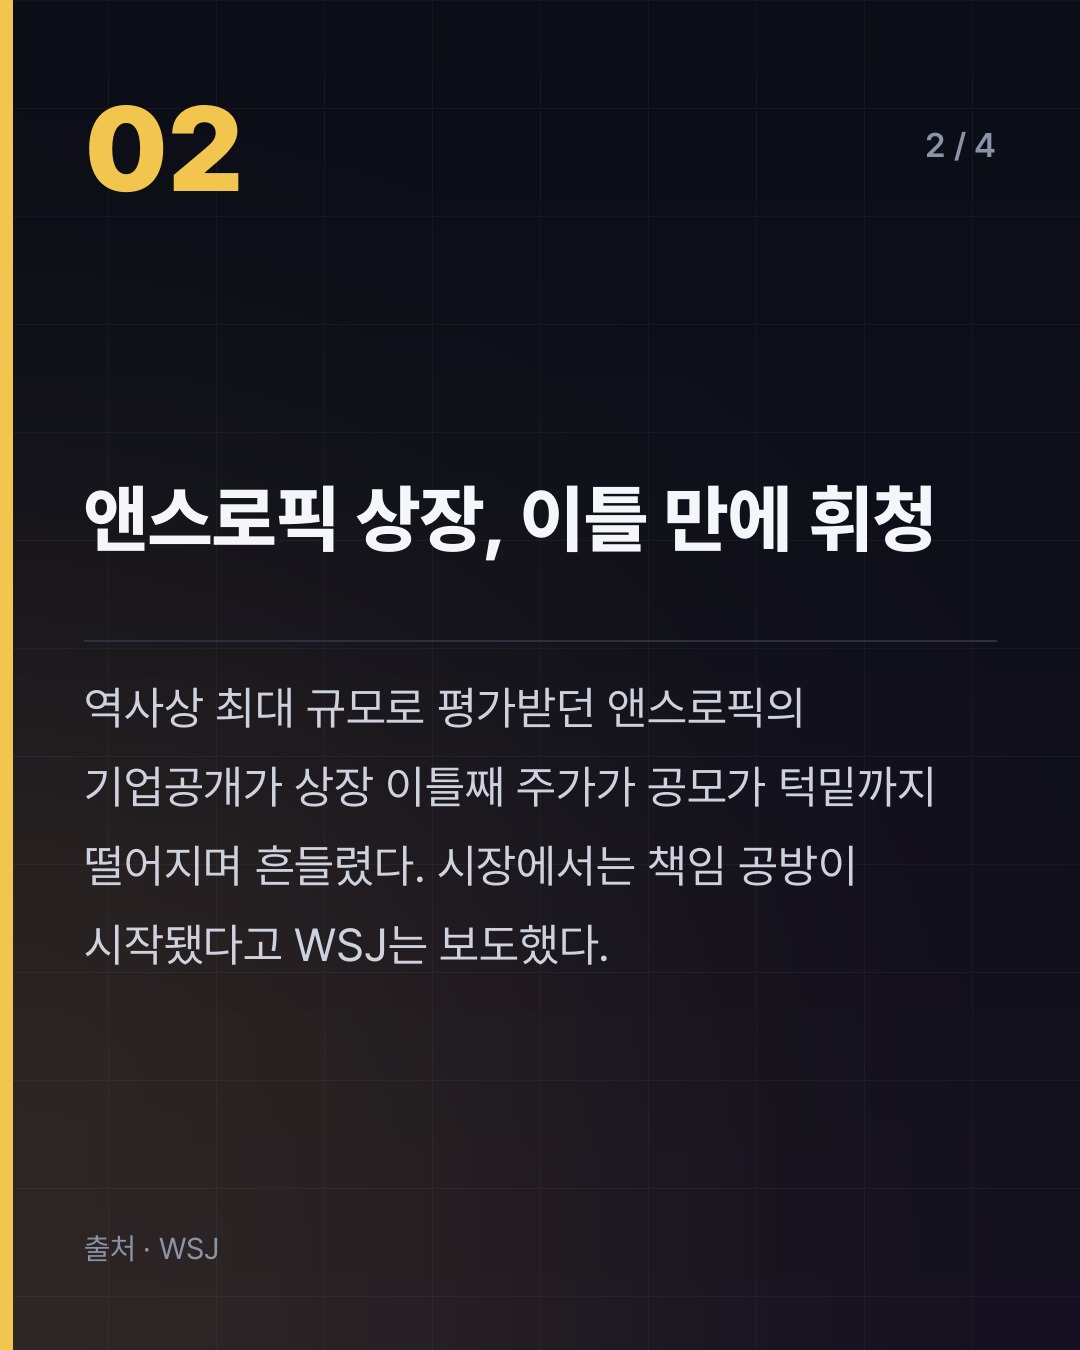 02
2 / 4
앤스로픽 상장, 이틀 만에 휘청
역사상 최대 규모로 평가받던 앤스로픽의
기업공개가 상장 이틀째 주가가 공모가 턱밑까지
떨어지며 흔들렸다. 시장에서는 책임 공방이
시작됐다고 WSJ는 보도했다.
출처 · WSJ